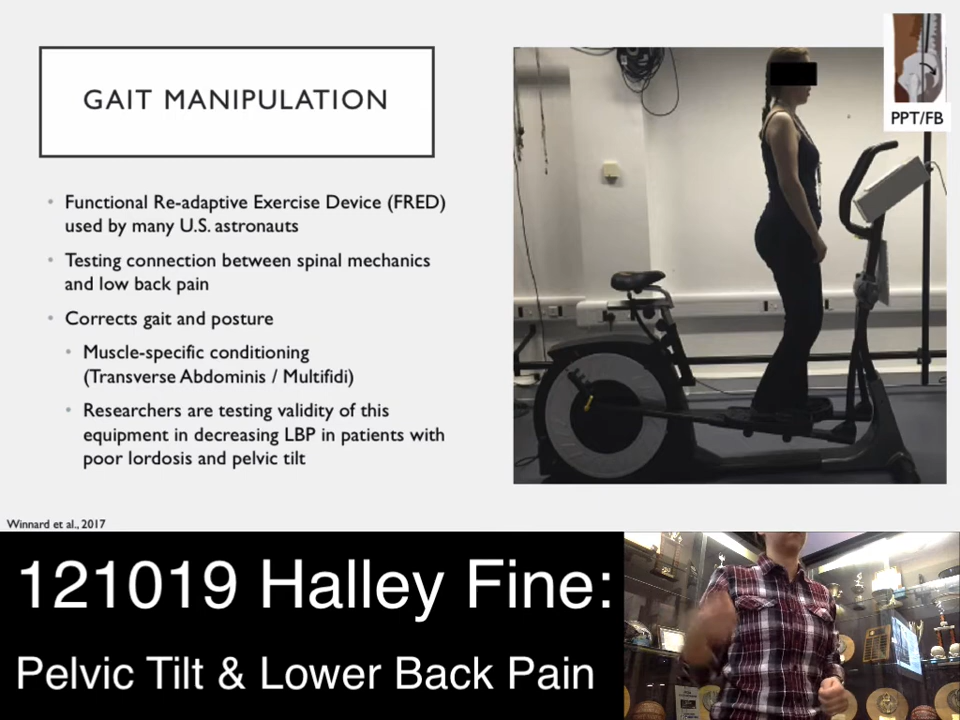 GAIT MANIPULATION
PPT/FB
Functional Re-adaptive Exercise Device (FRED)
used by many U.S. astronauts
Testing connection between spinal mechanics
and low back pain
Corrects gait and posture
Muscle-specific conditioning
(Transverse Abdominis / Multifidi)
Researchers are testing validity of this
equipment in decreasing LBP in patients with
poor lordosis and pelvic tilt
Winnard et al., 2017
121019 Halley Fine:
Pelvic Tilt & Lower Back Pain